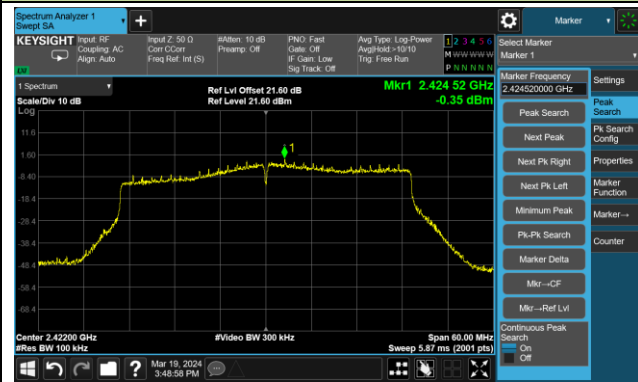 Spectrum Analyzer 1
Swept SA
+
Marker
KEYSIGHT
Input: RF
Coupling: AC
Align: Auto
Input Z: 50 Ω
Corr CCorr
Freq Ref: Int (S)
#Atten: 10 dB
Preamp: Off
PNO: Fast
Gate: Off
IF Gain: Low
Sig Track: Off
Avg Type: Log-Power
Avg|Hold:>10/10
Trig: Free Run
1 2 3 4 5 6
M W W W W W
P N N N N N
LXI
Select Marker
Marker 1
1 Spectrum
Scale/Div 10 dB
Log
Ref Lvl Offset 21.60 dB
Ref Level 21.60 dBm
Mkr1 2.424 52 GHz
-0.35 dBm
11.6
1.60
-8.40
-18.4
-28.4
-38.4
-48.4
-58.4
-68.4
1
Center 2.42200 GHz
#Res BW 100 kHz
#Video BW 300 kHz
Span 60.00 MHz
Sweep 5.87 ms (2001 pts)
Marker Frequency
2.424520000 GHz
Peak Search
Next Peak
Next Pk Right
Next Pk Left
Minimum Peak
Pk-Pk Search
Marker Delta
Mkr→CF
Mkr→Ref Lvl
Continuous Peak
Search
On
Off
Settings
Peak
Search
Pk Search
Config
Properties
Marker
Function
Marker→
Counter
?
Mar 19, 2024
3:48:58 PM